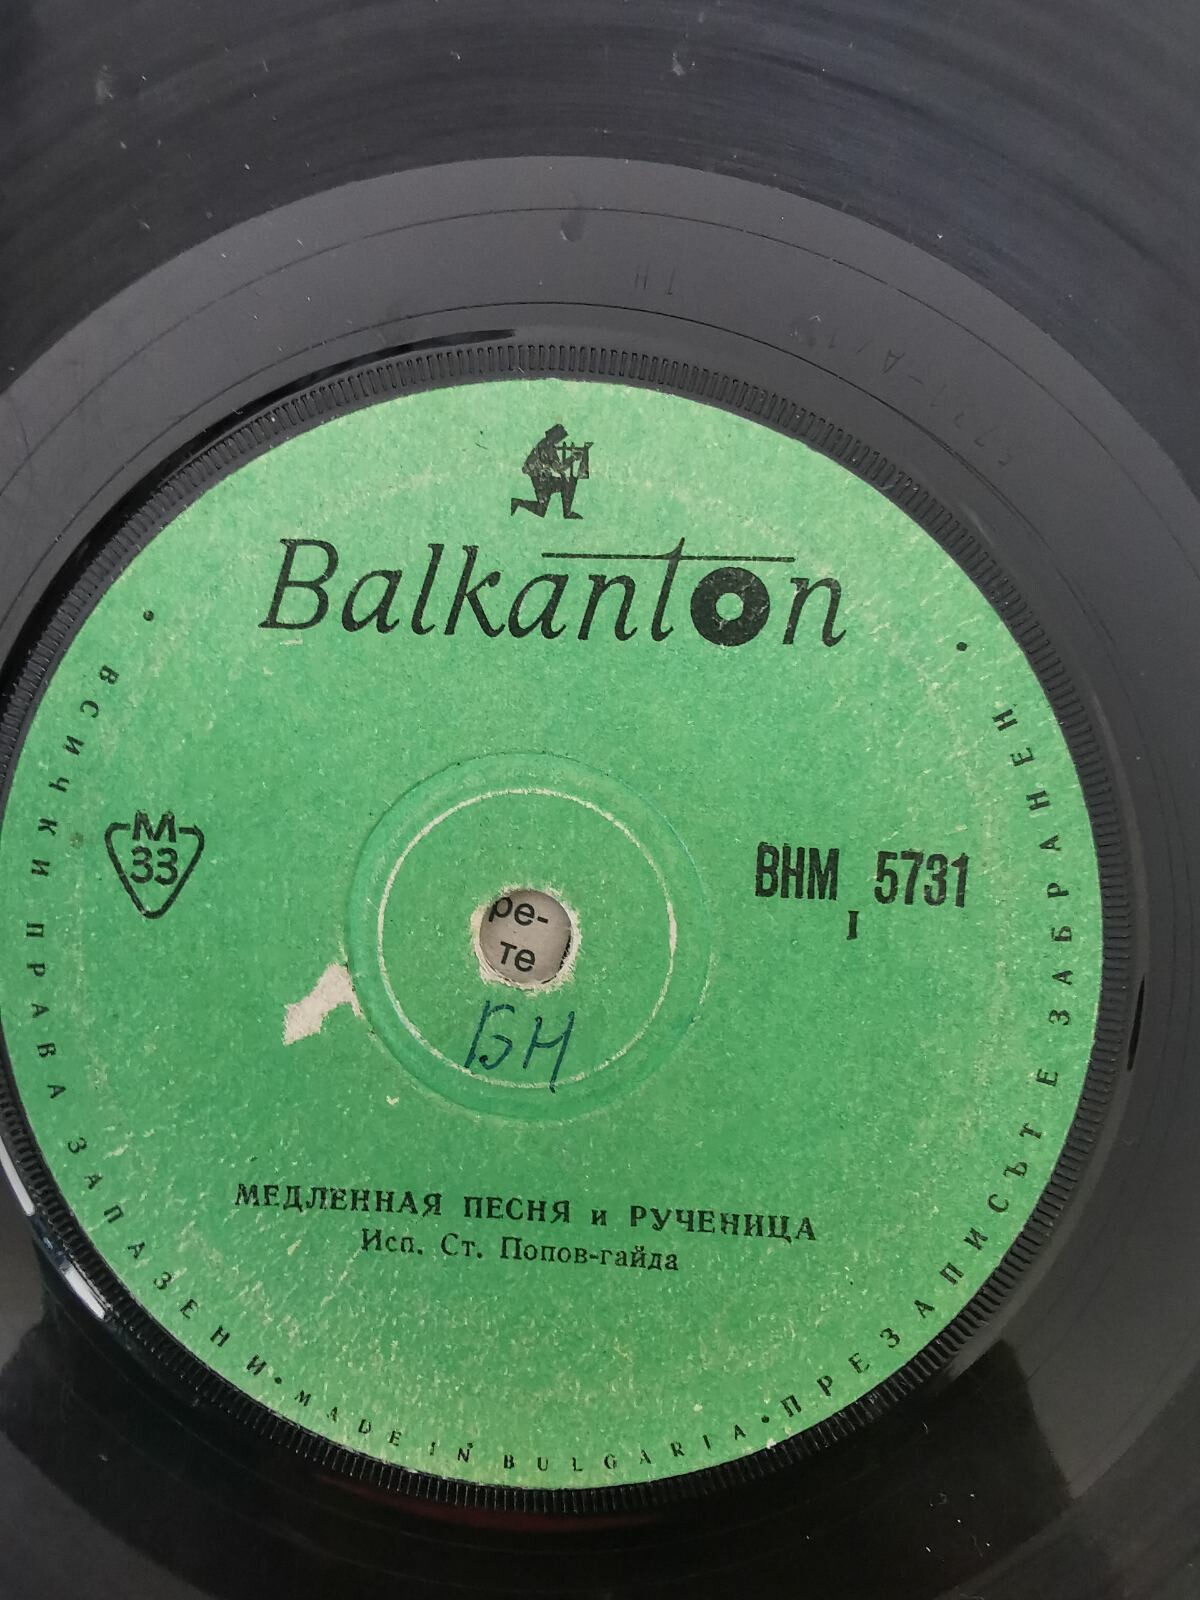 Balkanton
M
33
ВНМ 5731
I
ре-
те
БН
МЕДЛЕННАЯ ПЕСНЯ и РУЧЕНИЦА
Исп. Ст. Попов-гайда
• ВСИЧКИ ПРАВА ЗАПАЗЕНИ • MADE IN BULGARIA • ПРЕЗАПИСЪТ Е ЗАБРАНЕН •